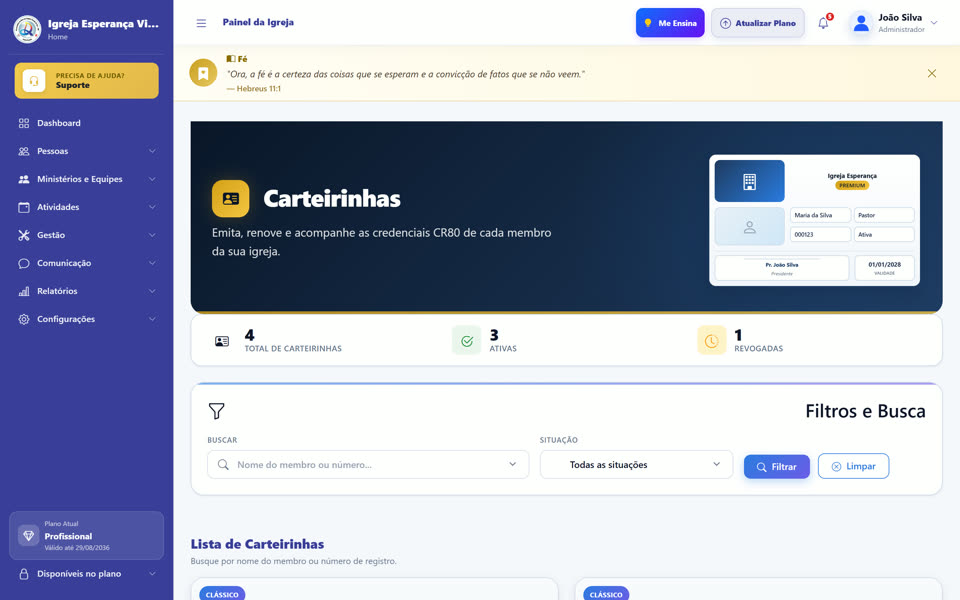 Igreja Esperança Vi...
Home
PRECISA DE AJUDA?
Suporte
Dashboard
Pessoas
Ministérios e Equipes
Atividades
Gestão
Comunicação
Relatórios
Configurações
Plano Atual
Profissional
Válido até 29/08/2036
Disponíveis no plano
Painel da Igreja
Me Ensina
Atualizar Plano
5
João Silva
Administrador
Fé
"Ora, a fé é a certeza das coisas que se esperam e a convicção de fatos que se não veem."
— Hebreus 11:1
Carteirinhas
Emita, renove e acompanhe as credenciais CR80 de cada membro
da sua igreja.
Igreja Esperança
PREMIUM
Maria da Silva
Pastor
000123
Ativa
Pr. João Silva
Presidente
01/01/2028
VALIDADE
4
TOTAL DE CARTEIRINHAS
3
ATIVAS
1
REVOGADAS
Filtros e Busca
BUSCAR
Nome do membro ou número...
SITUAÇÃO
Todas as situações
Filtrar
Limpar
Lista de Carteirinhas
Busque por nome do membro ou número de registro.
CLÁSSICO
CLÁSSICO